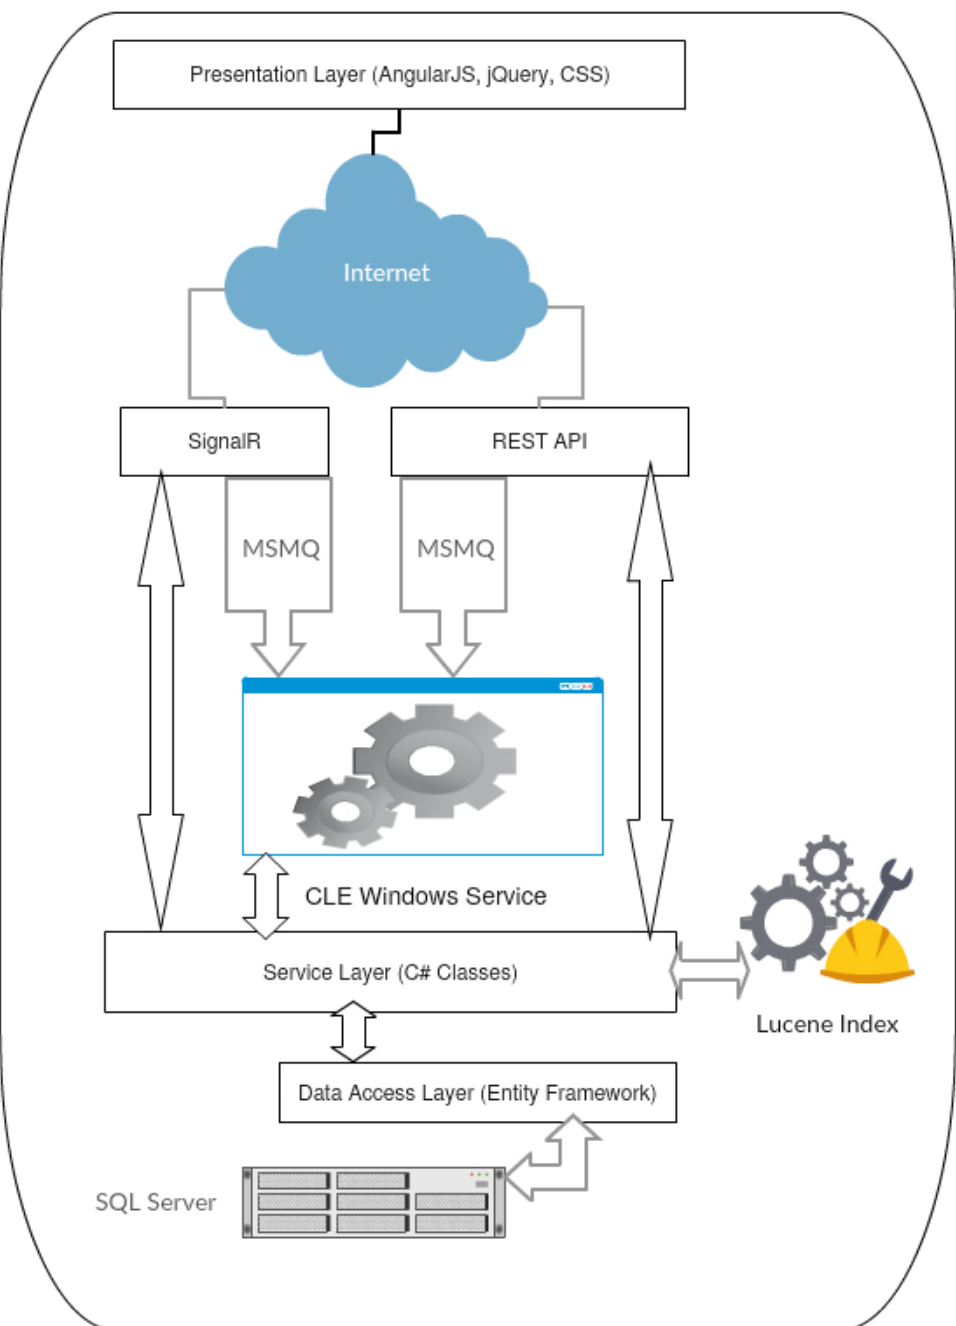 Presentation Layer (AngularJS, jQuery, CSS)
Internet
SignalR
REST API
MSMQ
MSMQ
CLE Windows Service
Service Layer (C# Classes)
Lucene Index
Data Access Layer (Entity Framework)
SQL Server